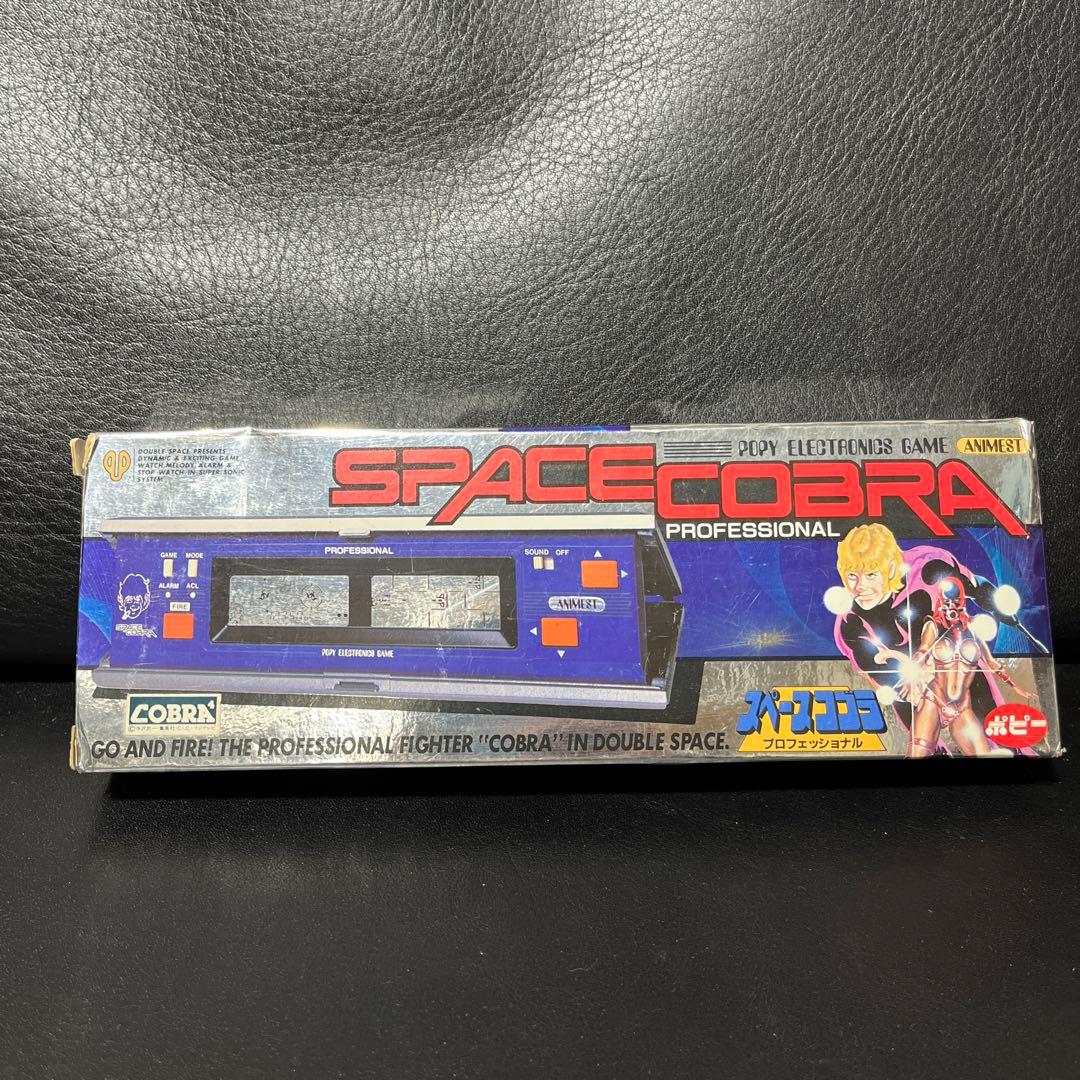 DOUBLE SPACE PRESENTS
DYNAMIC & EXCITING GAME
WATCH, MELODY, ALARM &
STOP WATCH IN SUPER SONIC
SYSTEM
POPY ELECTRONICS GAME
ANIMEST
SPACE COBRA
PROFESSIONAL
PROFESSIONAL
GAME MODE
ALARM ACL
FIRE
SPACE
COBRA
SOUND OFF
ANIMEST
POPY ELECTRONICS GAME
COBRA
GO AND FIRE! THE PROFESSIONAL FIGHTER "COBRA" IN DOUBLE SPACE.
スペースコブラ
プロフェッショナル
ポピー